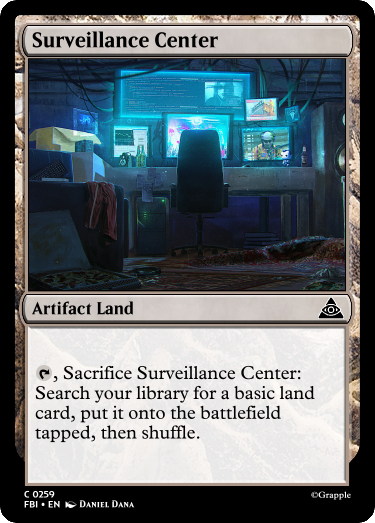 Surveillance Center
Artifact Land
, Sacrifice Surveillance Center:
Search your library for a basic land
card, put it onto the battlefield
tapped, then shuffle.
C 0259
FBI • EN Daniel Dana
©Grapple